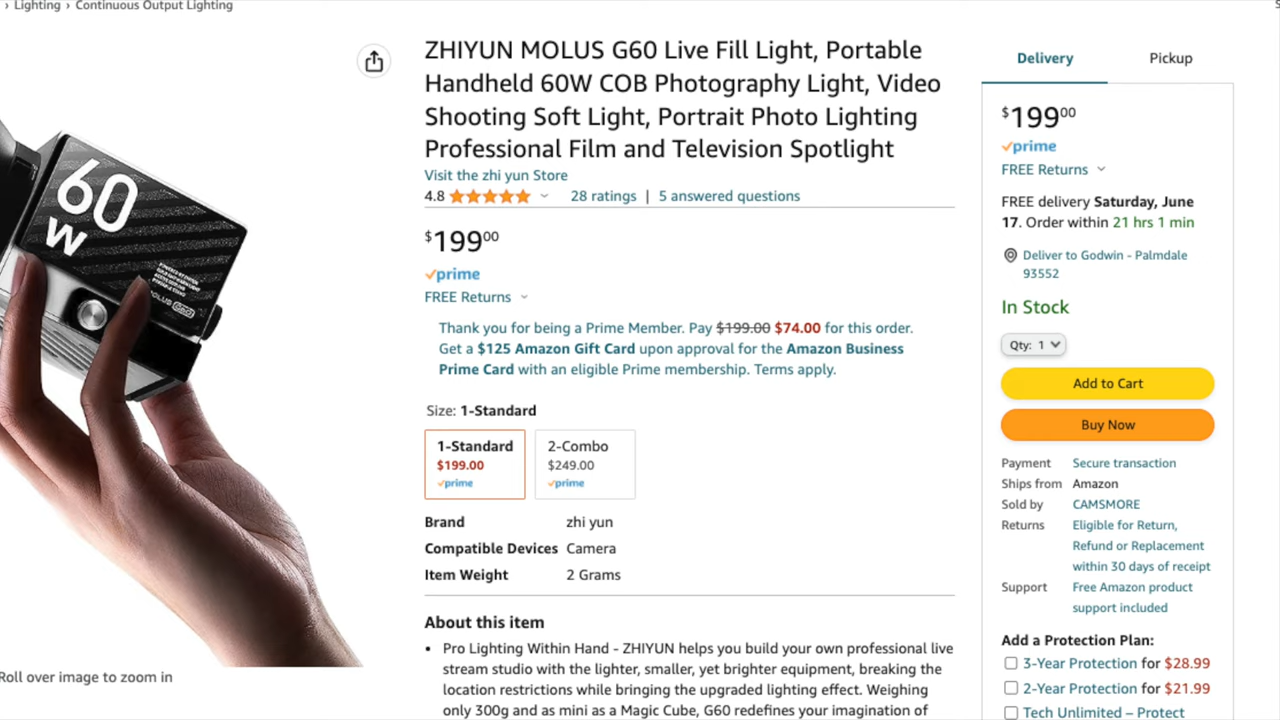 › Lighting › Continuous Output Lighting
ZHIYUN MOLUS G60 Live Fill Light, Portable
Handheld 60W COB Photography Light, Video
Shooting Soft Light, Portrait Photo Lighting
Professional Film and Television Spotlight
Visit the zhi yun Store
4.8
28 ratings | 5 answered questions
$199.00
prime
FREE Returns
Thank you for being a Prime Member. Pay $199.00 $74.00 for this order.
Get a $125 Amazon Gift Card upon approval for the Amazon Business
Prime Card with an eligible Prime membership. Terms apply.
Size: 1-Standard
1-Standard
$199.00
prime
2-Combo
$249.00
prime
Brand zhi yun
Compatible Devices Camera
Item Weight 2 Grams
About this item
• Pro Lighting Within Hand - ZHIYUN helps you build your own professional live
stream studio with the lighter, smaller, yet brighter equipment, breaking the
location restrictions while bringing the upgraded lighting effect. Weighing
only 300g and as mini as a Magic Cube, G60 redefines your imagination of
60
W
MOLUS G60
Roll over image to zoom in
Delivery
Pickup
$199.00
prime
FREE Returns
FREE delivery Saturday, June
17. Order within 21 hrs 1 min
Deliver to Godwin - Palmdale
93552
In Stock
Qty: 1
Add to Cart
Buy Now
Payment Secure transaction
Ships from Amazon
Sold by CAMSMORE
Returns Eligible for Return,
Refund or Replacement
within 30 days of receipt
Support Free Amazon product
support included
Add a Protection Plan:
3-Year Protection for $28.99
2-Year Protection for $21.99
Tech Unlimited – Protect